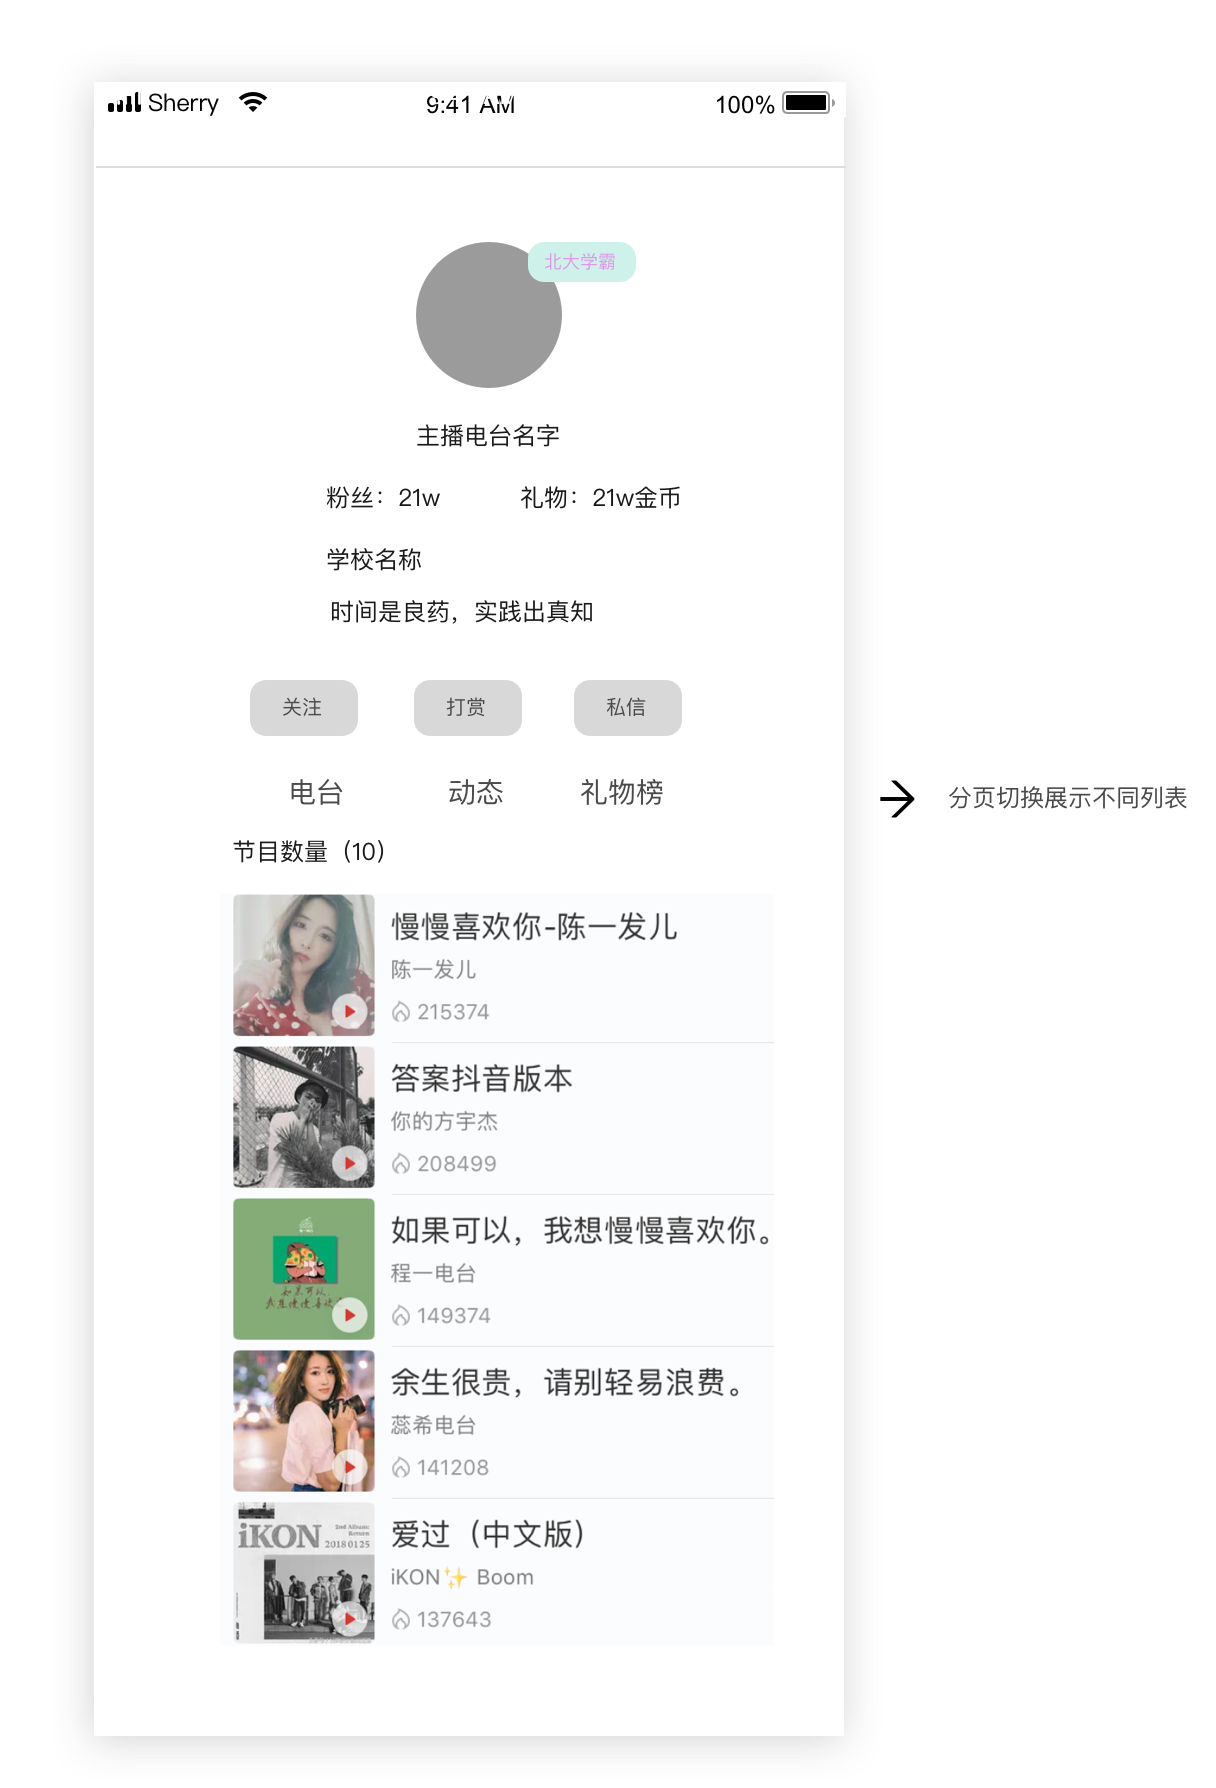 Sherry
9:41 AM
100%
北大学霸
主播电台名字
粉丝：21w 礼物：21w金币
学校名称
时间是良药，实践出真知
关注 打赏 私信
电台 动态 礼物榜
分页切换展示不同列表
节目数量（10）
慢慢喜欢你-陈一发儿
陈一发儿
215374
答案抖音版本
你的方宇杰
208499
如果可以，我想慢慢喜欢你。
程一电台
149374
如果可以
余生很贵，请别轻易浪费。
蕊希电台
141208
iKON
2nd Album:
Return
2018 01 25
爱过（中文版）
iKON✨ Boom
137643